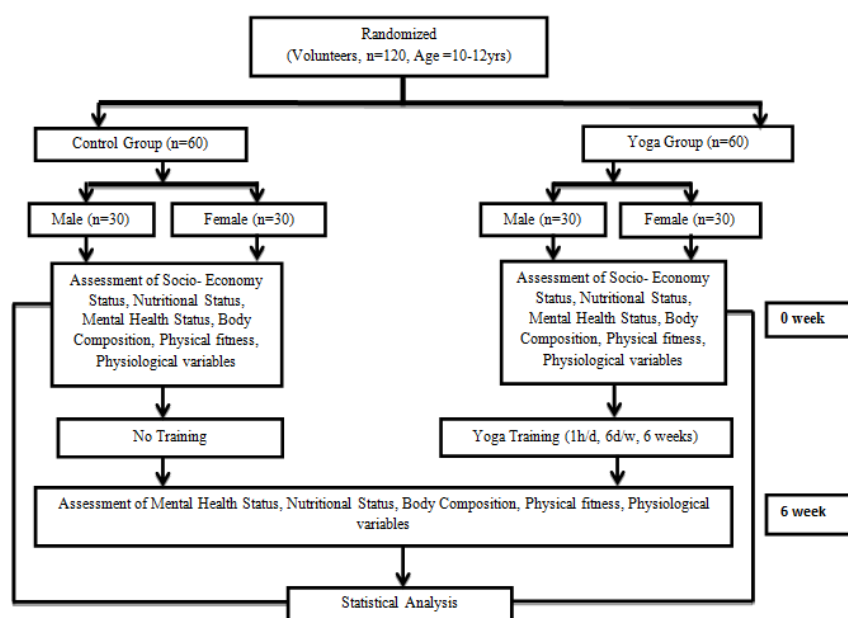 Randomized
(Volunteers, n=120, Age =10-12yrs)
Control Group (n=60)
Yoga Group (n=60)
Male (n=30)
Female (n=30)
Male (n=30)
Female (n=30)
Assessment of Socio- Economy
Status, Nutritional Status,
Mental Health Status, Body
Composition, Physical fitness,
Physiological variables
Assessment of Socio- Economy
Status, Nutritional Status,
Mental Health Status, Body
Composition, Physical fitness,
Physiological variables
0 week
No Training
Yoga Training (1h/d, 6d/w, 6 weeks)
Assessment of Mental Health Status, Nutritional Status, Body Composition, Physical fitness, Physiological
variables
6 week
Statistical Analysis